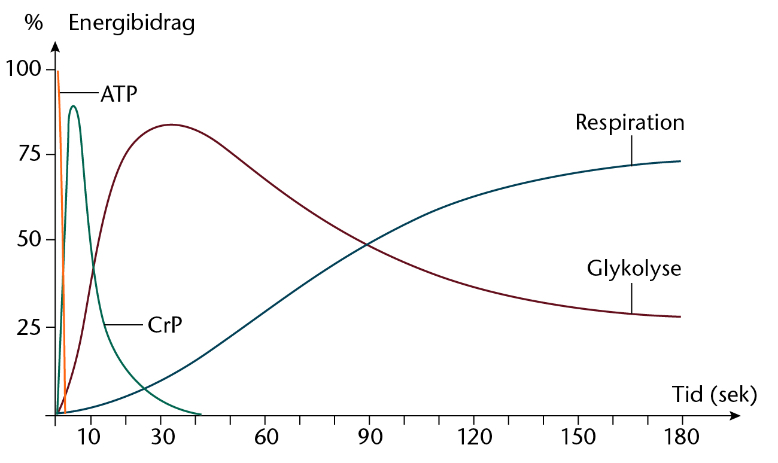 % Energibidrag
100
ATP
Respiration
75
50
Glykolyse
25
CrP
Tid (sek)
10 30 60 90 120 150 180